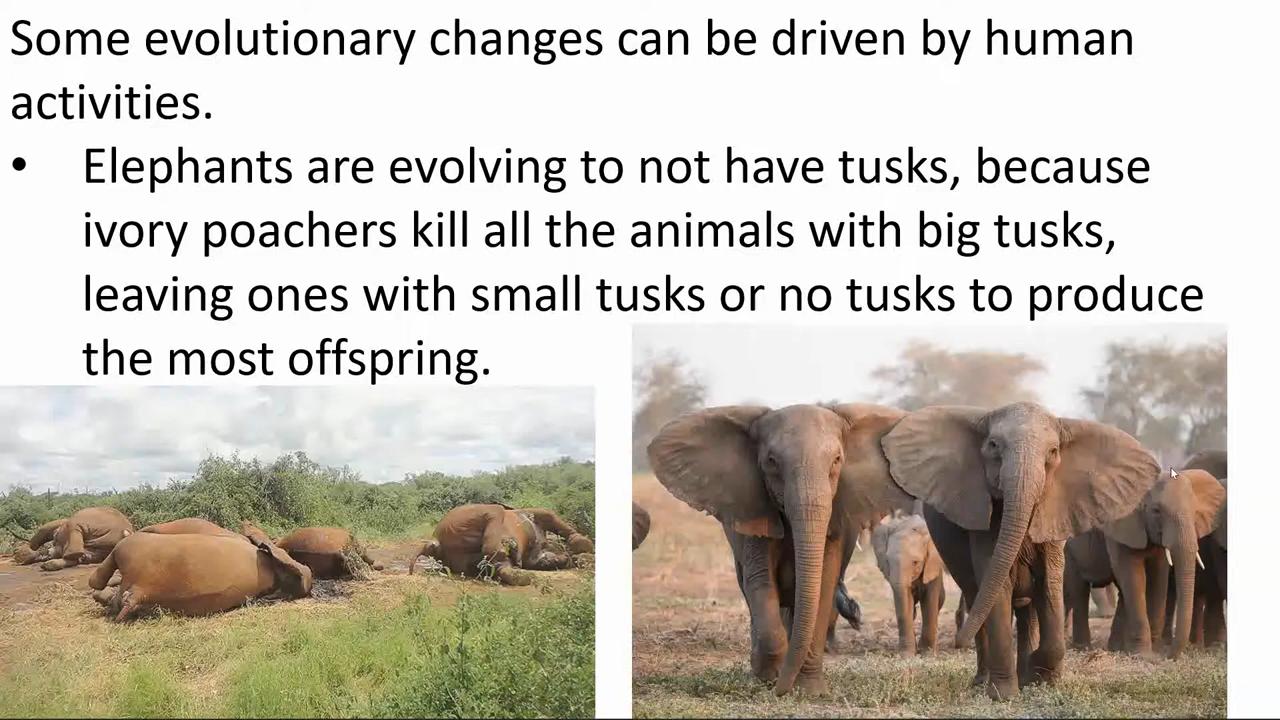 Some evolutionary changes can be driven by human
activities.
• Elephants are evolving to not have tusks, because
ivory poachers kill all the animals with big tusks,
leaving ones with small tusks or no tusks to produce
the most offspring.